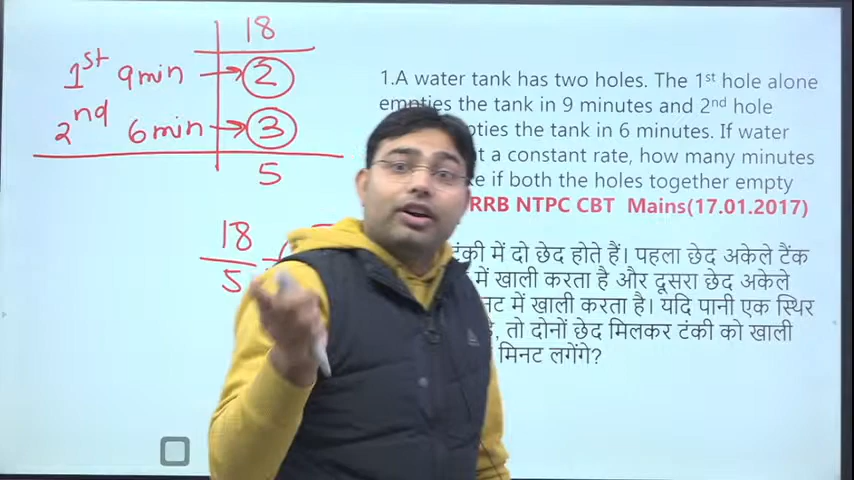 18
1st 9min → 2
2nd 6min → 3
5
18
5
1.A water tank has two holes. The 1st hole alone
empties the tank in 9 minutes and 2nd hole
empties the tank in 6 minutes. If water
at a constant rate, how many minutes
if both the holes together empty
RRB NTPC CBT Mains(17.01.2017)
टंकी में दो छेद होते हैं। पहला छेद अकेले टैंक
में खाली करता है और दूसरा छेद अकेले
में खाली करता है। यदि पानी एक स्थिर
तो दोनों छेद मिलकर टंकी को खाली
मिनट लगेंगे?